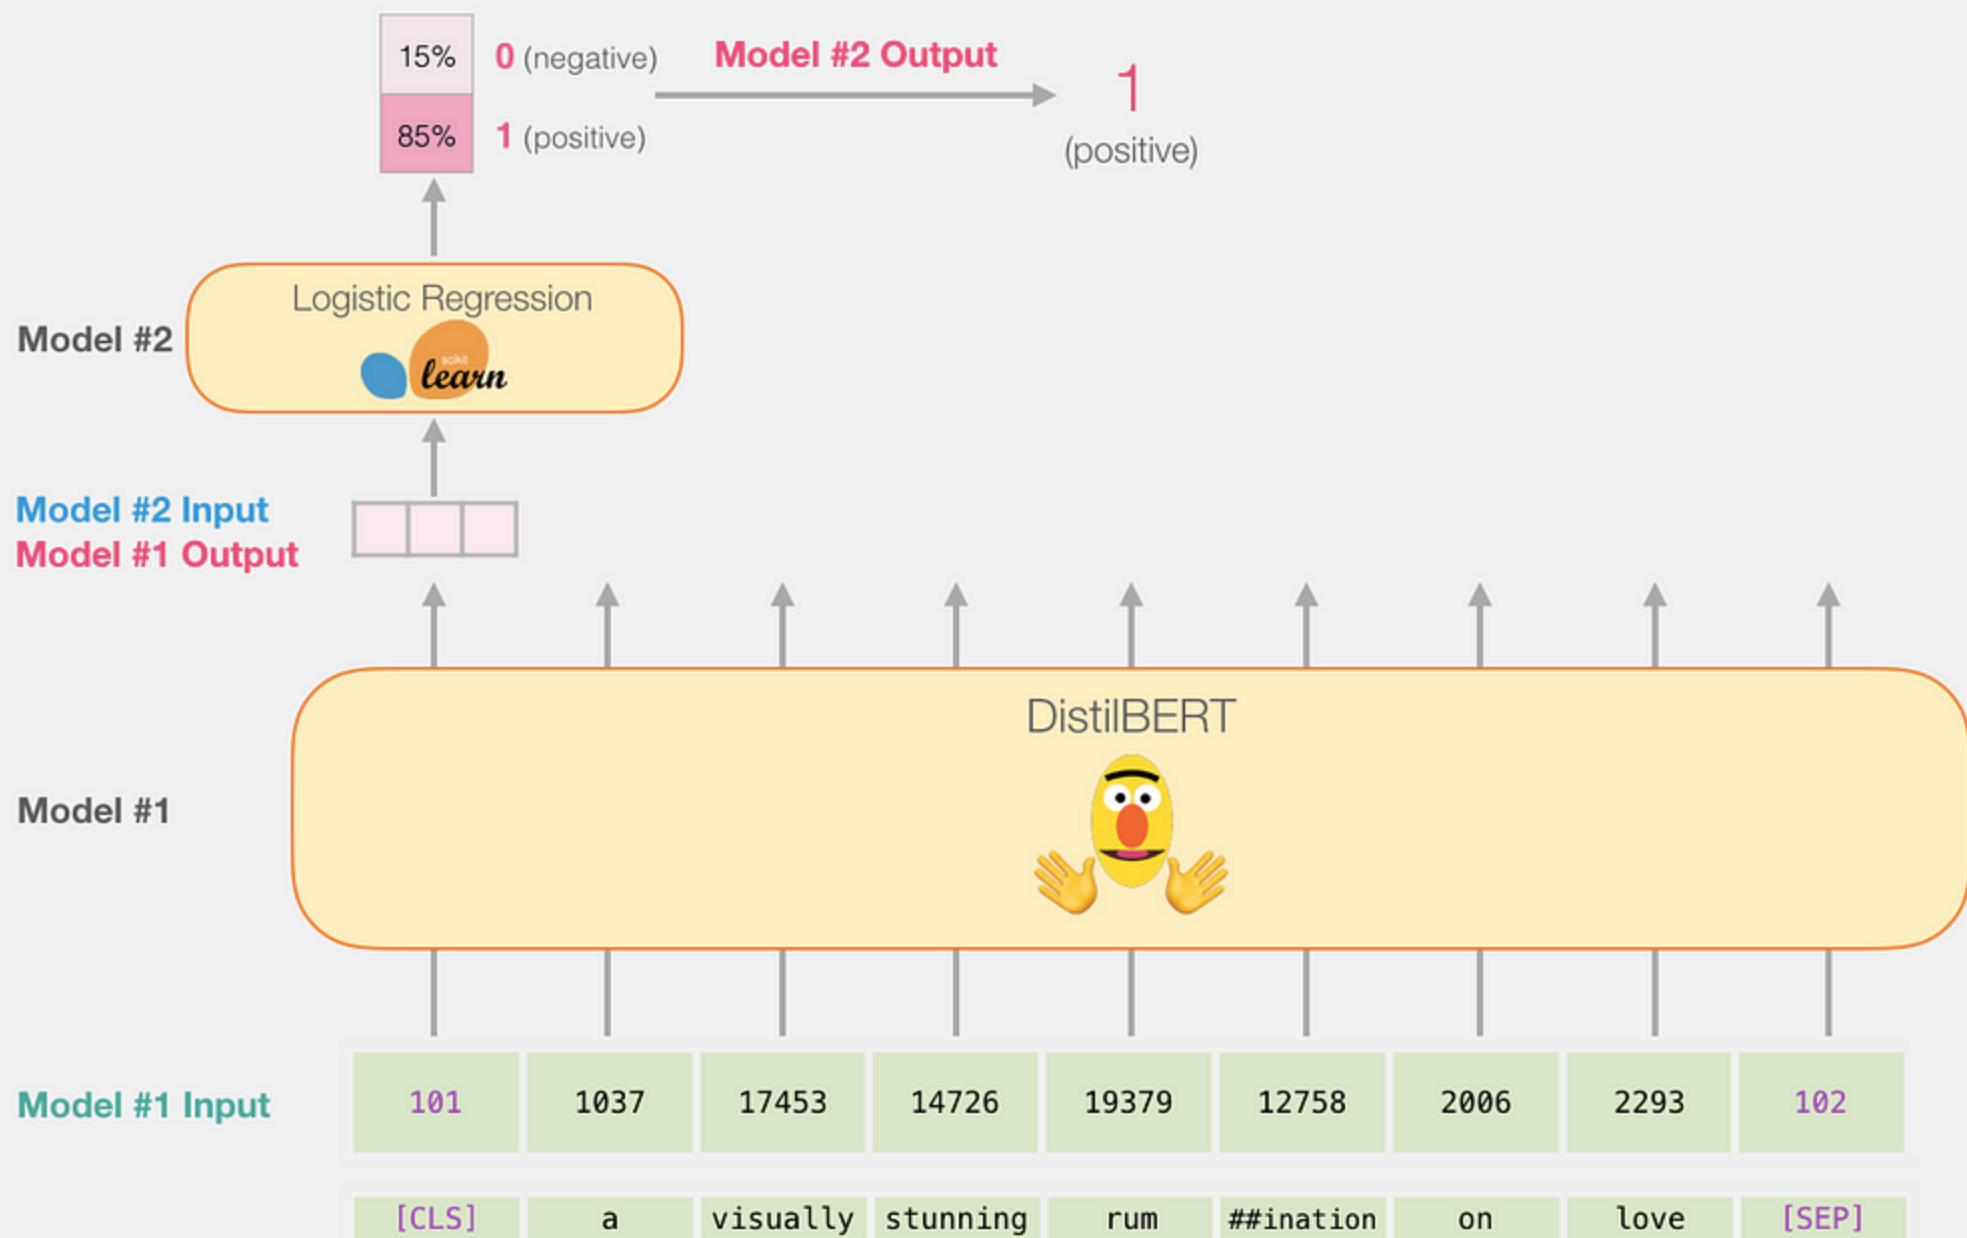 15%
0 (negative)
Model #2 Output
1
85%
1 (positive)
(positive)
Logistic Regression
Model #2
scikit
learn
Model #2 Input
Model #1 Output
DistilBERT
Model #1
Model #1 Input
101 1037 17453 14726 19379 12758 2006 2293 102
[CLS] a visually stunning rum ##ination on love [SEP]